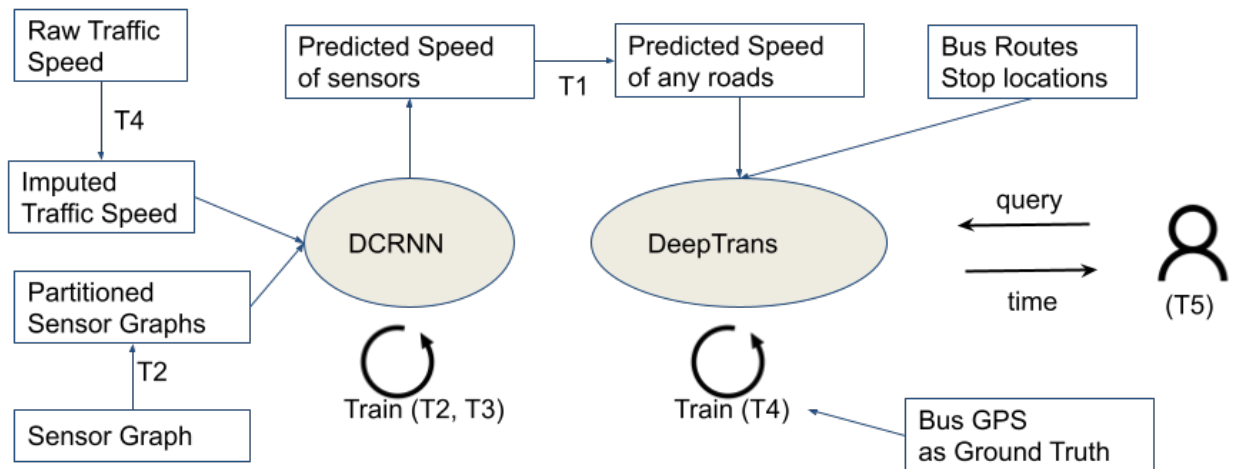 Raw Traffic
Speed
T4
Imputed
Traffic Speed
Partitioned
Sensor Graphs
T2
Sensor Graph
Predicted Speed
of sensors
T1
DCRNN
Train (T2, T3)
Predicted Speed
of any roads
DeepTrans
Train (T4)
Bus Routes
Stop locations
query
time
(T5)
Bus GPS
as Ground Truth